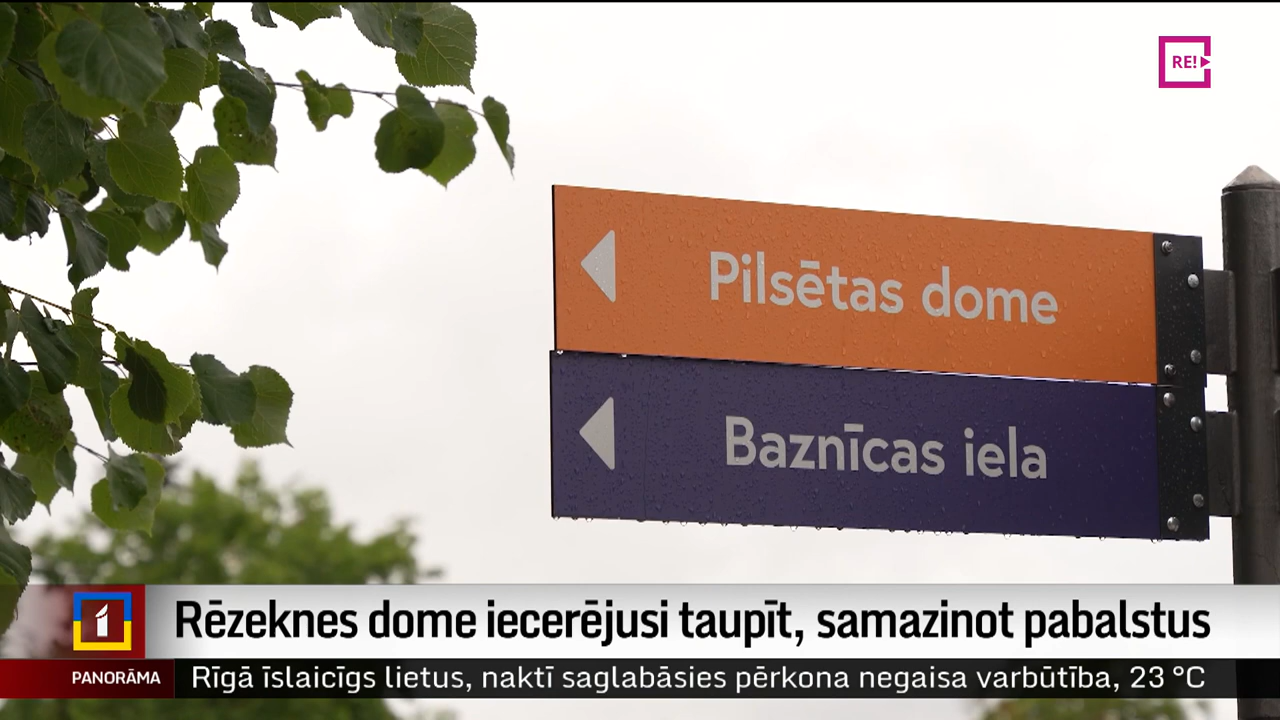 RE!
Pilsētas dome
Baznīcas iela
1
Rēzeknes dome iecerējusi taupīt, samazinot pabalstus
PANORĀMA
Rīgā īslaicīgs lietus, naktī saglabāsies pērkona negaisa varbūtība, 23 °C